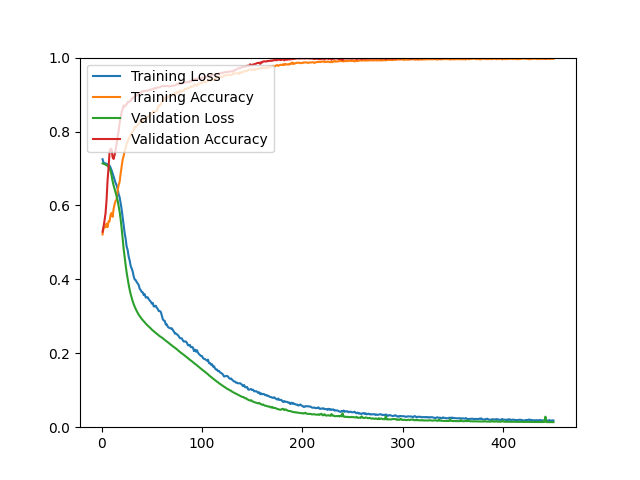 1.0
0.8
0.6
0.4
0.2
0.0
Training Loss
Training Accuracy
Validation Loss
Validation Accuracy
0 100 200 300 400